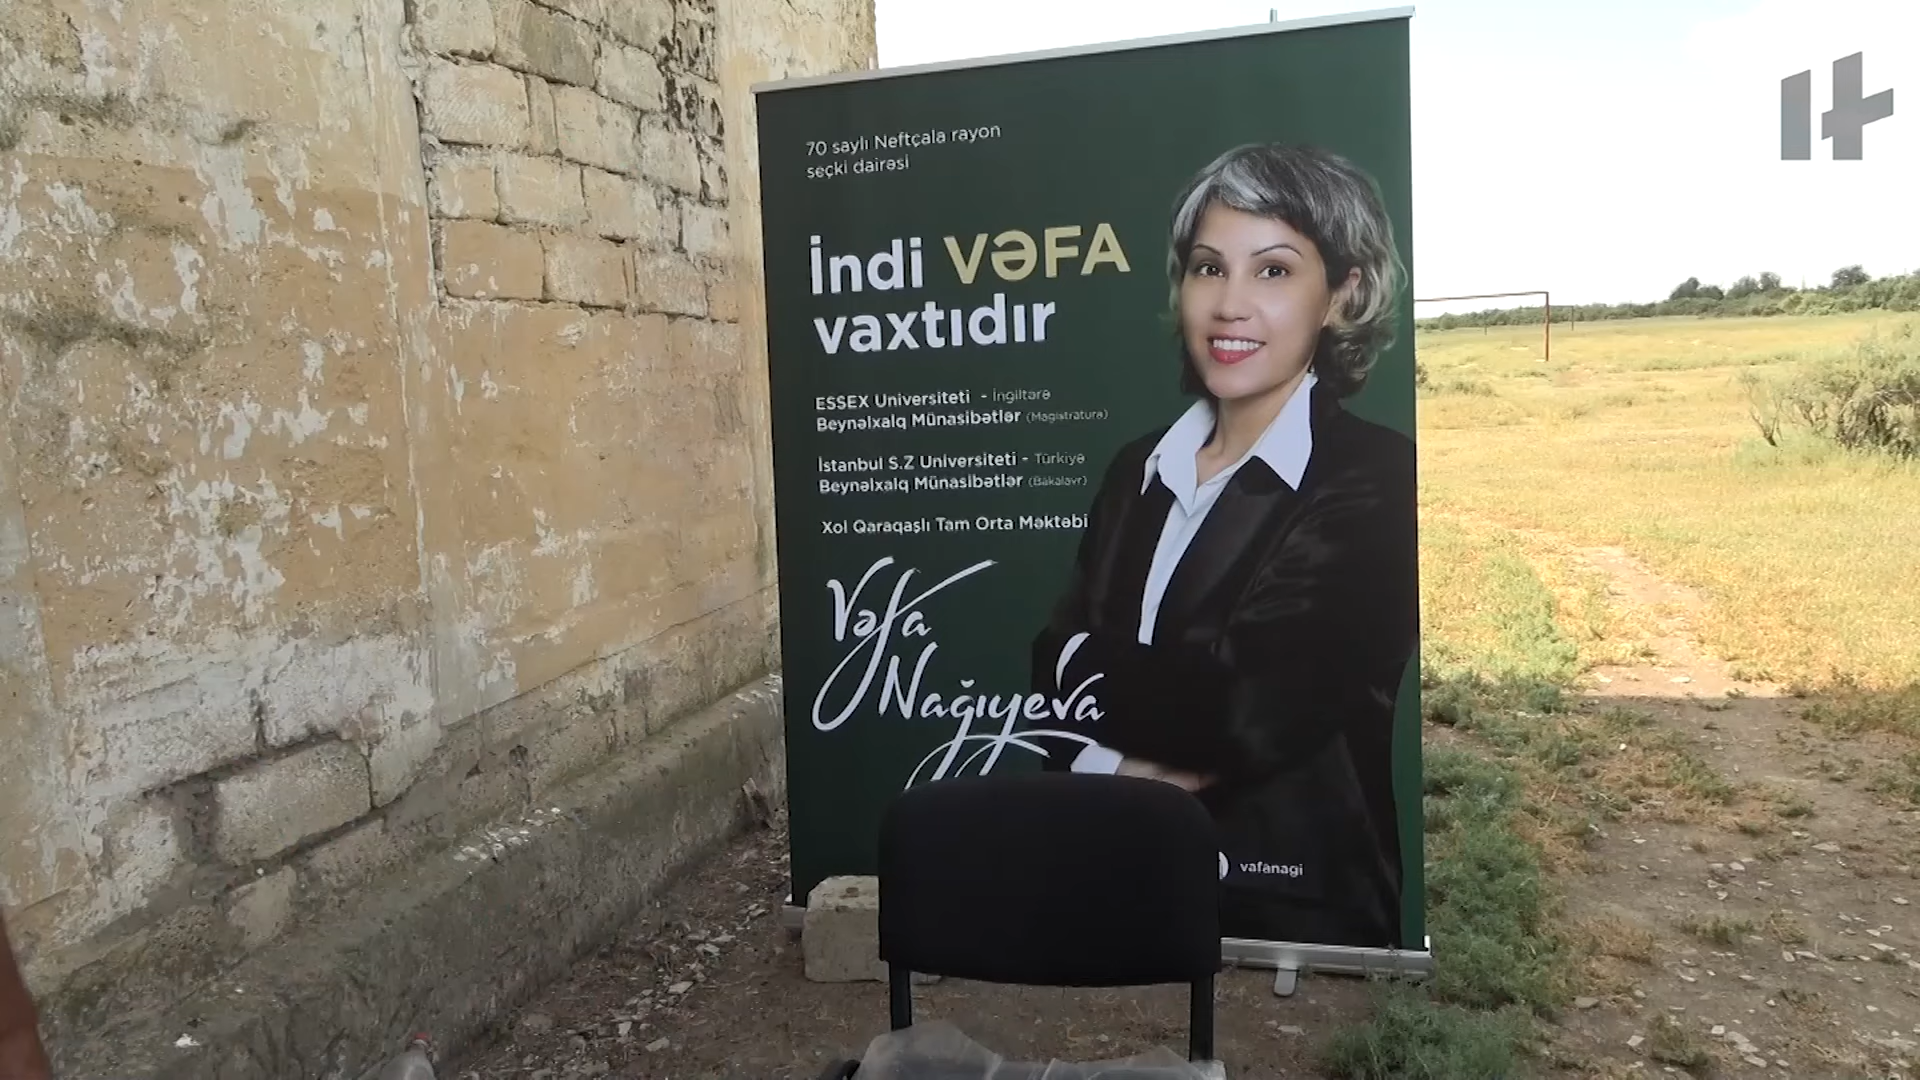 70 saylı Neftçala rayon
seçki dairəsi
İndi VƏFA
vaxtıdır
ESSEX Universiteti - İngiltərə
Beynəlxalq Münasibətlər (Magistratura)
İstanbul S.Z Universiteti - Türkiyə
Beynəlxalq Münasibətlər (Bakalavr)
Xol Qaraqaşlı Tam Orta Məktəbi
Vəfa
Nağıyeva
vafanagi